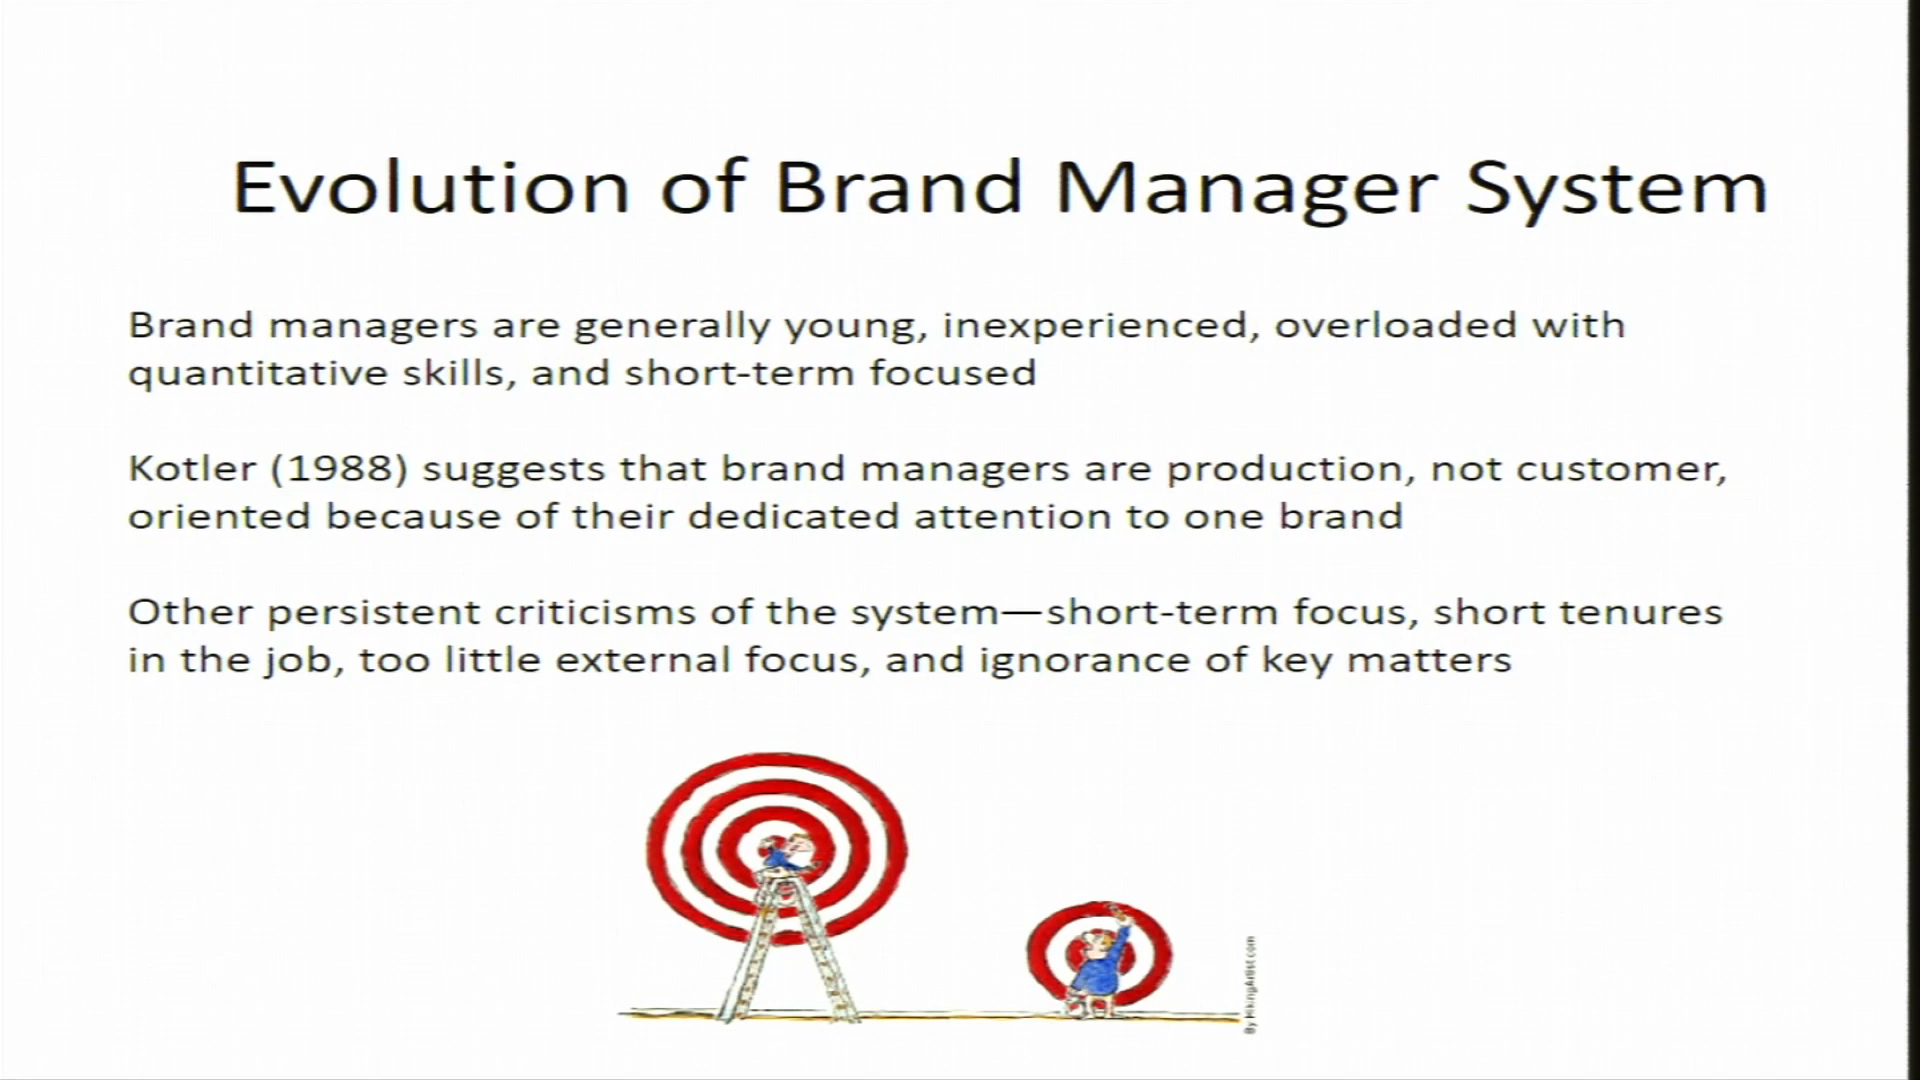 Evolution of Brand Manager System
Brand managers are generally young, inexperienced, overloaded with
quantitative skills, and short-term focused
Kotler (1988) suggests that brand managers are production, not customer,
oriented because of their dedicated attention to one brand
Other persistent criticisms of the system—short-term focus, short tenures
in the job, too little external focus, and ignorance of key matters
By HikingArtist.com